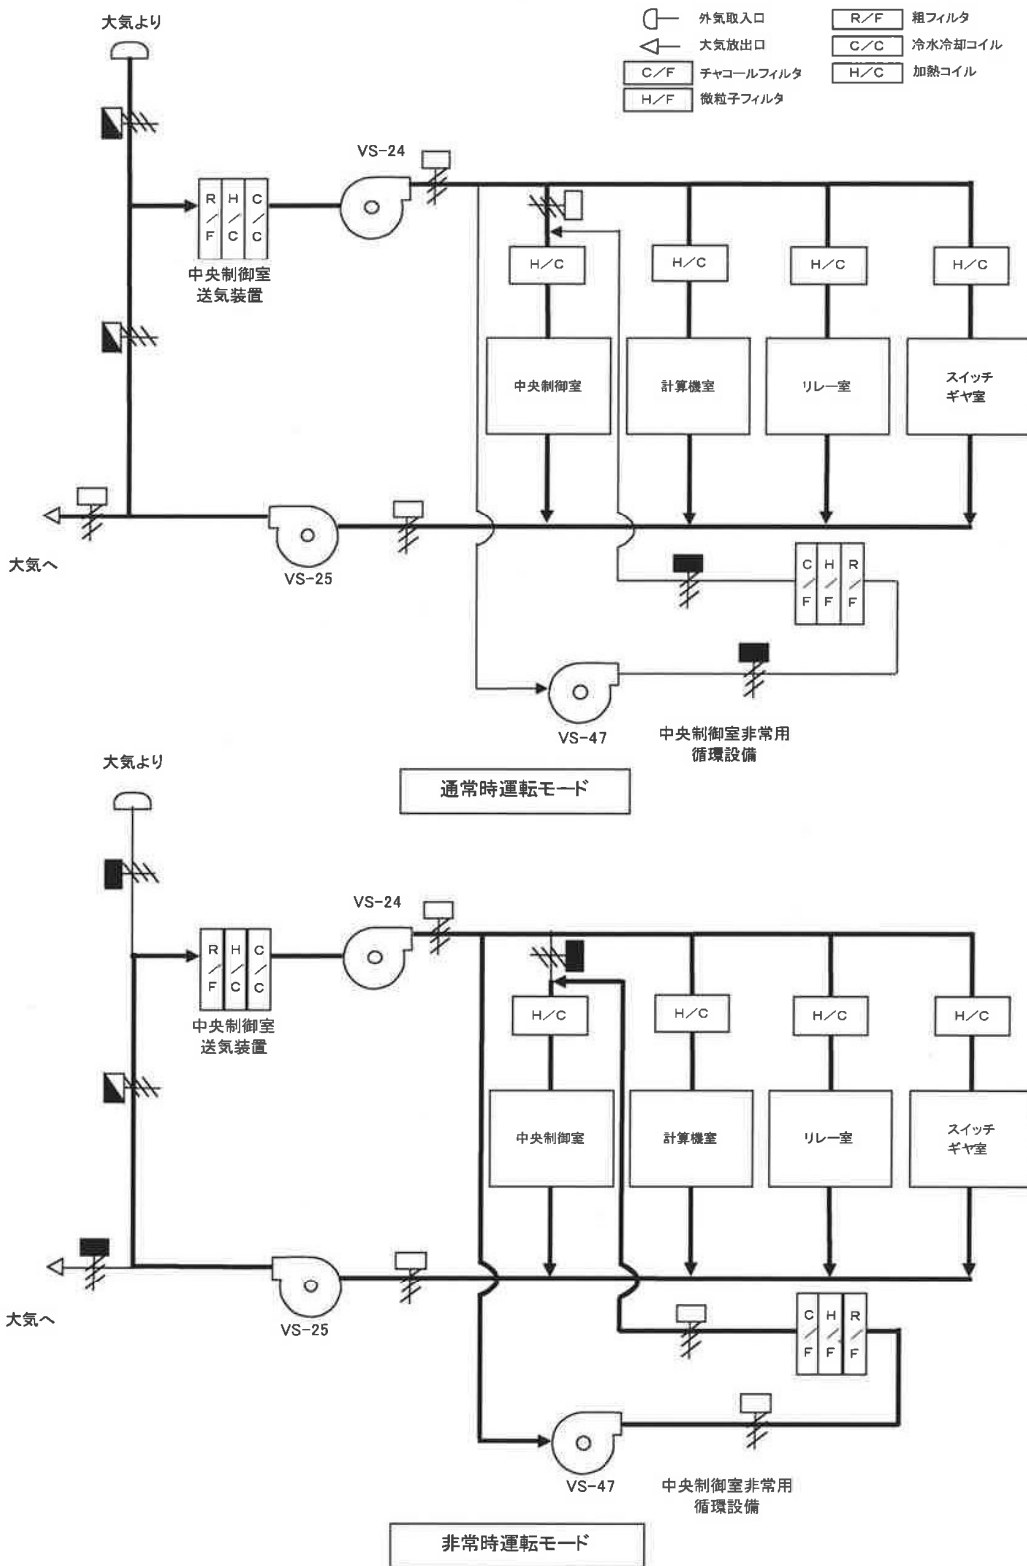 大気より
外気取入口
大気放出口
C/F チャコールフィルタ
H/F 微粒子フィルタ
R/F 粗フィルタ
C/C 冷水冷却コイル
H/C 加熱コイル
VS-24
R/F
H/C
C/C
中央制御室
送気装置
H/C
H/C
H/C
H/C
中央制御室
計算機室
リレー室
スイッチ
ギヤ室
大気へ
VS-25
C/F
H/F
R/F
VS-47
中央制御室非常用
循環設備
通常時運転モード
大気より
VS-24
R/F
H/C
C/C
中央制御室
送気装置
H/C
H/C
H/C
H/C
中央制御室
計算機室
リレー室
スイッチ
ギヤ室
大気へ
VS-25
C/F
H/F
R/F
VS-47
中央制御室非常用
循環設備
非常時運転モード